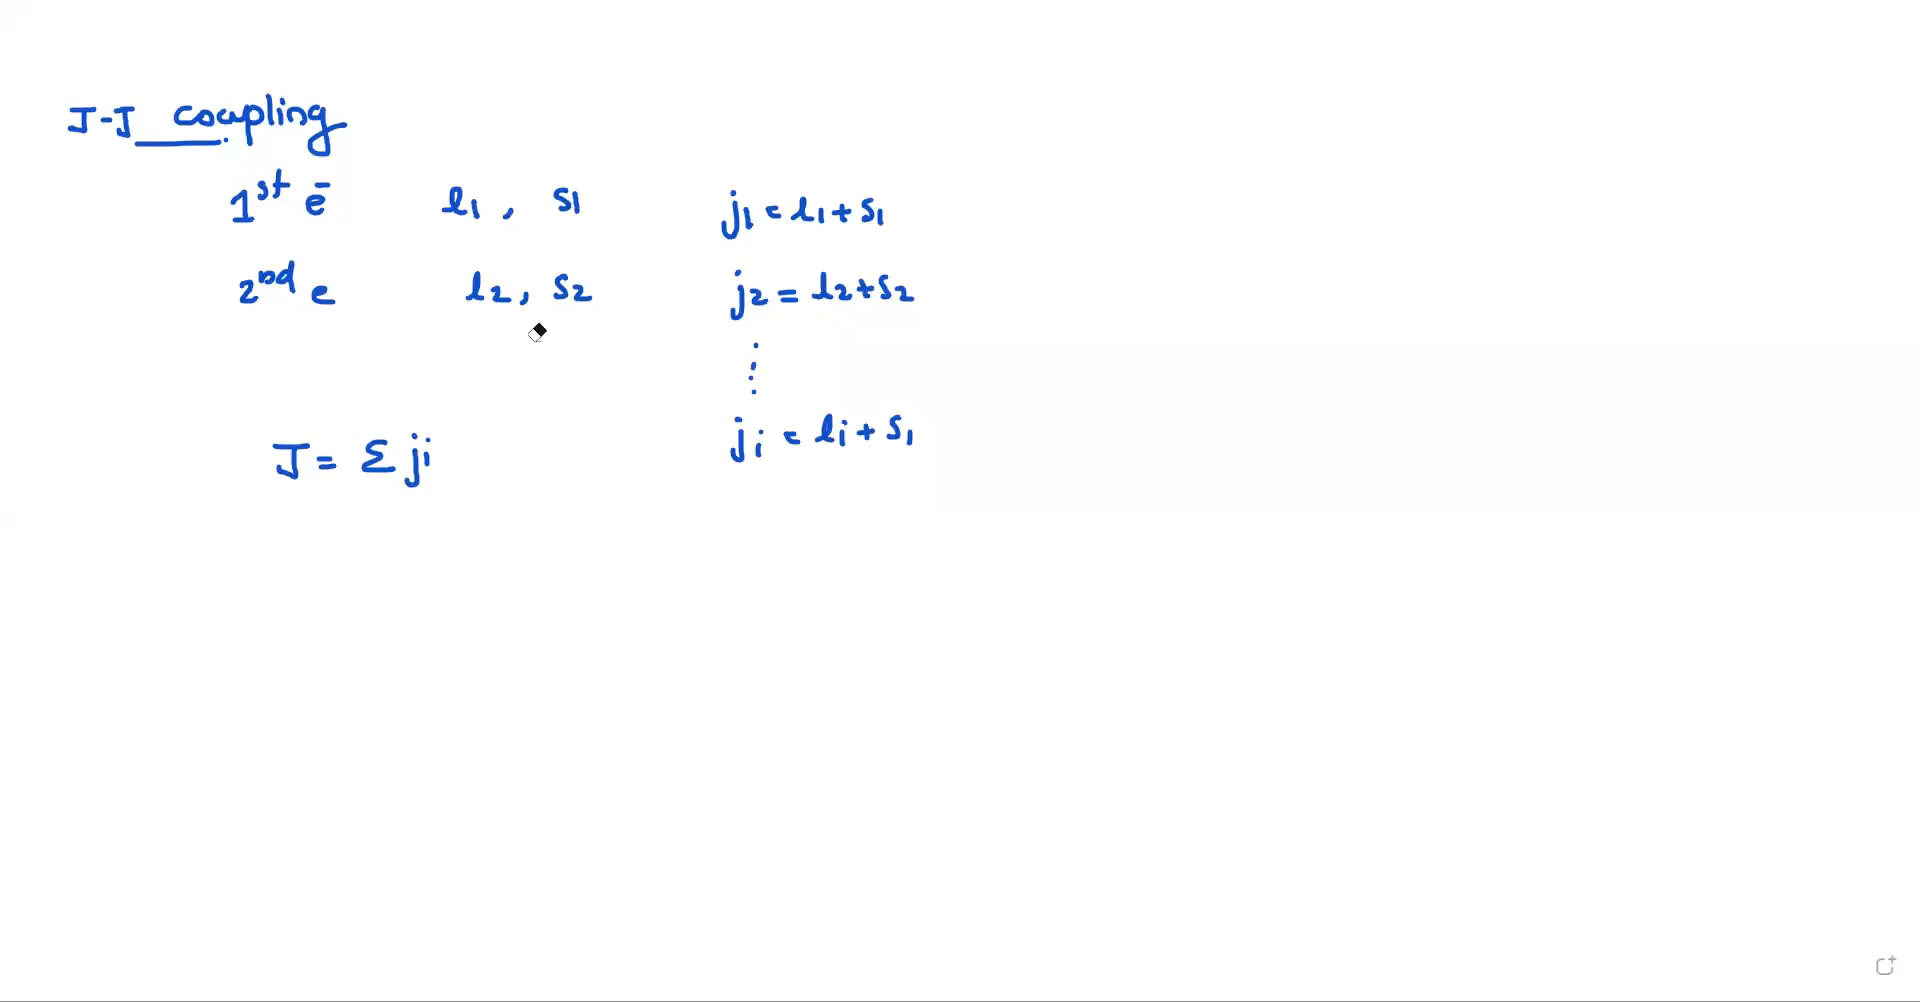 J-J coupling
1st e̅ l1, s1 j1 = l1 + s1
2nd e l2, s2 j2 = l2 + s2
⋮
ji = li + s1
J = Σ ji